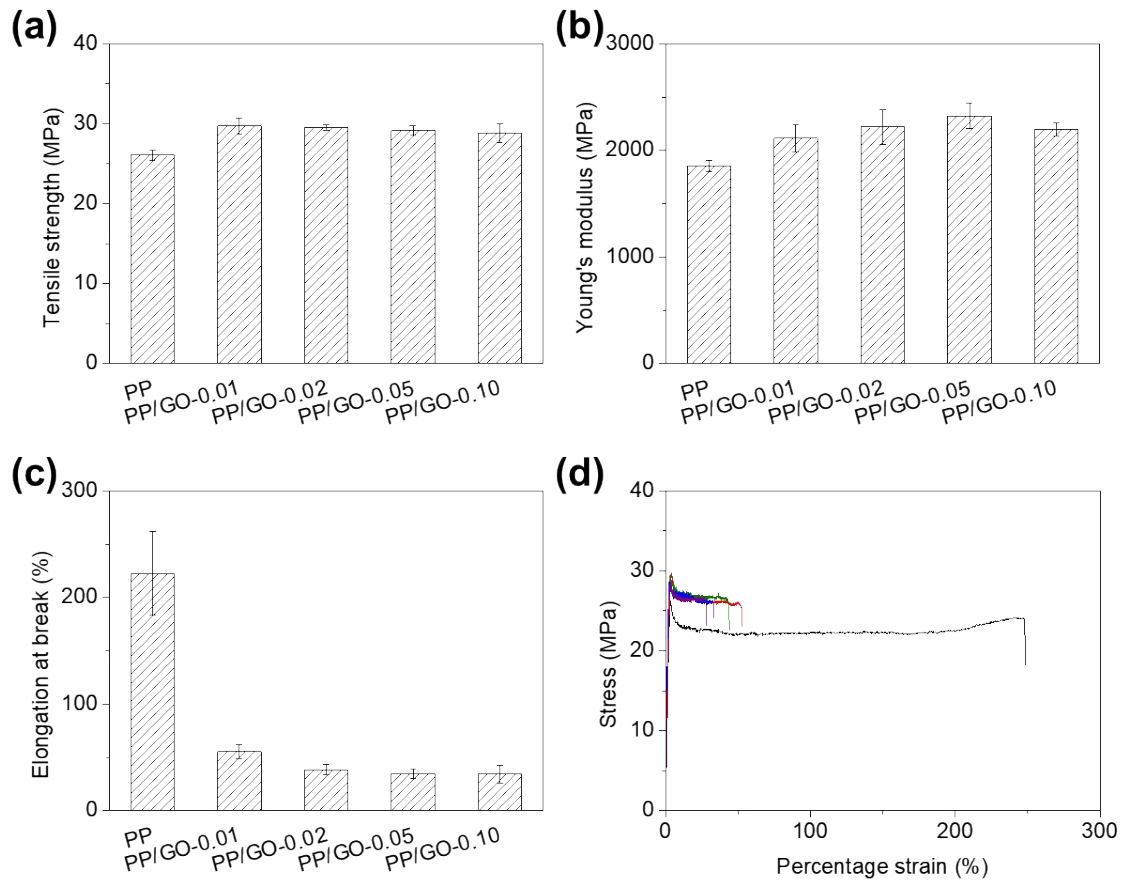 (a)
40
30
20
10
0
Tensile strength (MPa)
PP
PP/GO-0.01
PP/GO-0.02
PP/GO-0.05
PP/GO-0.10
(b)
3000
2000
1000
0
Young's modulus (MPa)
PP
PP/GO-0.01
PP/GO-0.02
PP/GO-0.05
PP/GO-0.10
(c)
300
200
100
0
Elongation at break (%)
PP
PP/GO-0.01
PP/GO-0.02
PP/GO-0.05
PP/GO-0.10
(d)
40
30
20
10
0
Stress (MPa)
0 100 200 300
Percentage strain (%)